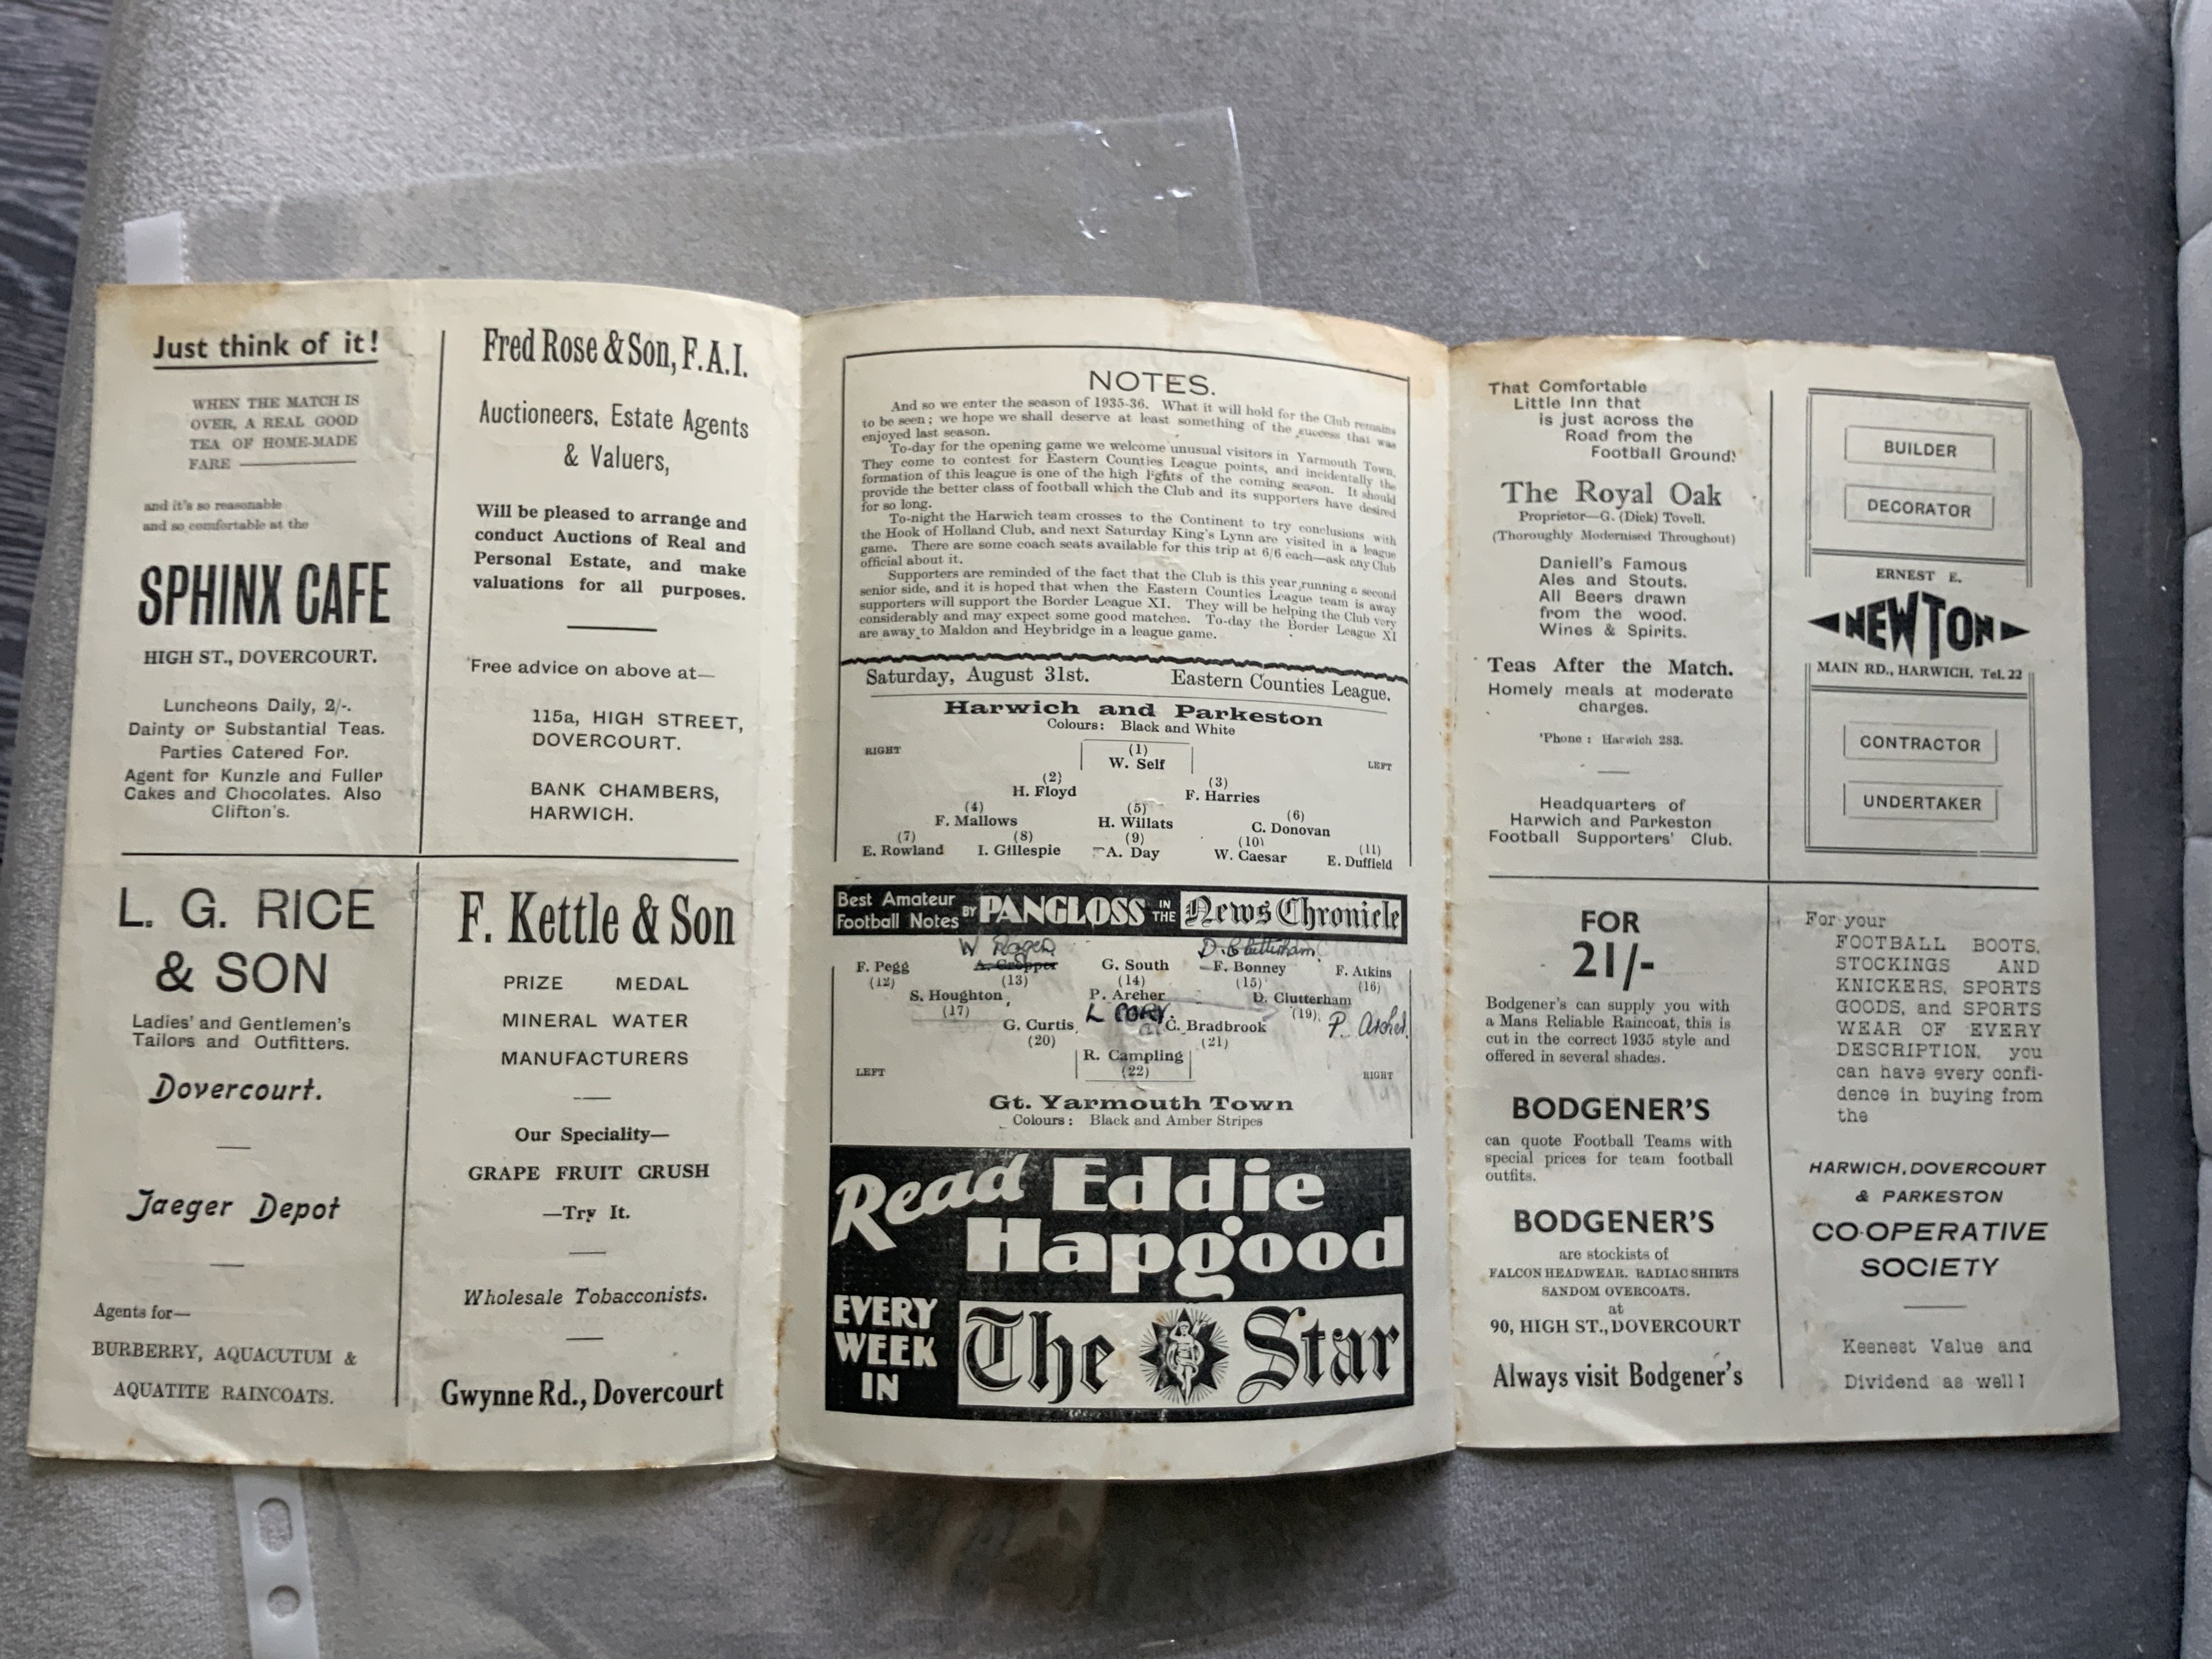 Just think of it!
WHEN THE MATCH IS
OVER, A REAL GOOD
TEA OF HOME-MADE
FARE
and it's so reasonable
and so comfortable at the
SPHINX CAFE
HIGH ST., DOVERCOURT.
Luncheons Daily, 2/-.
Dainty or Substantial Teas.
Parties Catered For.
Agent for Kunzle and Fuller
Cakes and Chocolates. Also
Clifton's.
Fred Rose & Son, F.A.I.
Auctioneers, Estate Agents
& Valuers,
Will be pleased to arrange and
conduct Auctions of Real and
Personal Estate, and make
valuations for all purposes.
Free advice on above at—
115a, HIGH STREET,
DOVERCOURT.
BANK CHAMBERS,
HARWICH.
L. G. RICE
& SON
Ladies' and Gentlemen's
Tailors and Outfitters.
Dovercourt.
Jaeger Depot
Agents for—
BURBERRY, AQUACUTUM &
AQUATITE RAINCOATS.
F. Kettle & Son
PRIZE MEDAL
MINERAL WATER
MANUFACTURERS
Our Speciality—
GRAPE FRUIT CRUSH
—Try It.
Wholesale Tobacconists.
Gwynne Rd., Dovercourt
NOTES.
And so we enter the season of 1935-36. What it will hold for the Club remains
to be seen; we hope we shall deserve at least something of the success that was
enjoyed last season.
To-day for the opening game we welcome unusual visitors in Yarmouth Town.
They come to contest for Eastern Counties League points, and incidentally the
formation of this league is one of the high lights of the coming season. It should
provide the better class of football which the Club and its supporters have desired
for so long.
To-night the Harwich team crosses to the Continent to try conclusions with
the Hook of Holland Club, and next Saturday King's Lynn are visited in a league
game. There are some coach seats available for this trip at 6/6 each—ask any Club
official about it.
Supporters are reminded of the fact that the Club is this year running a second
senior side, and it is hoped that when the Eastern Counties League team is away
supporters will support the Border League XI. They will be helping the Club very
considerably and may expect some good matches. To-day the Border League XI
are away to Maldon and Heybridge in a league game.
Saturday, August 31st. Eastern Counties League.
Harwich and Parkeston
Colours: Black and White
RIGHT (1) LEFT
W. Self
(2) (3)
H. Floyd F. Harries
(4) (5) (6)
F. Mallows H. Willats C. Donovan
(7) (8) (9) (10) (11)
E. Rowland I. Gillespie A. Day W. Caesar E. Duffield
Best Amateur
Football Notes BY PANGLOSS IN THE News Chronicle
D. Clutterham
F. Pegg A. Cropper G. South F. Bonney F. Atkins
(12) (13) (14) (15) (16)
S. Houghton P. Archer D. Clutterham
(17) (19)
L CORY. P. Archer
G. Curtis C. Bradbrook
(20) (21)
R. Campling
LEFT (22) RIGHT
Gt. Yarmouth Town
Colours: Black and Amber Stripes
Read Eddie
Hapgood
EVERY
WEEK
IN
The Star
That Comfortable
Little Inn that
is just across the
Road from the
Football Ground!
The Royal Oak
Proprietor—G. (Dick) Tovell.
(Thoroughly Modernised Throughout)
Daniell's Famous
Ales and Stouts.
All Beers drawn
from the wood.
Wines & Spirits.
Teas After the Match.
Homely meals at moderate
charges.
'Phone: Harwich 283.
Headquarters of
Harwich and Parkeston
Football Supporters' Club.
BUILDER
DECORATOR
ERNEST E.
NEWTON
MAIN RD., HARWICH. Tel. 22
CONTRACTOR
UNDERTAKER
FOR
21/-
Bodgener's can supply you with
a Mans Reliable Raincoat, this is
cut in the correct 1935 style and
offered in several shades.
BODGENER'S
can quote Football Teams with
special prices for team football
outfits.
BODGENER'S
are stockists of
FALCON HEADWEAR. RADIAC SHIRTS
SANDOM OVERCOATS.
at
90, HIGH ST., DOVERCOURT
Always visit Bodgener's
For your
FOOTBALL BOOTS,
STOCKINGS AND
KNICKERS, SPORTS
GOODS, and SPORTS
WEAR OF EVERY
DESCRIPTION, you
can have every confi-
dence in buying from
the
HARWICH, DOVERCOURT
& PARKESTON
CO-OPERATIVE
SOCIETY
Keenest Value and
Dividend as well!